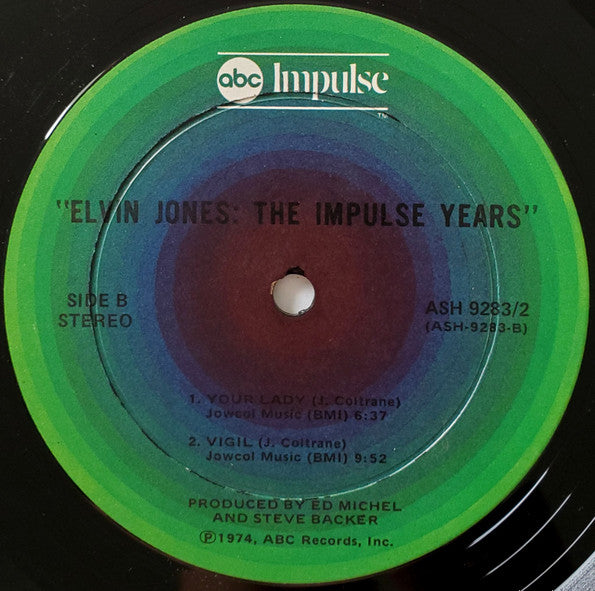 abc Impulse
TM
"ELVIN JONES: THE IMPULSE YEARS"
SIDE B
STEREO
ASH 9283/2
(ASH-9283-B)
1. YOUR LADY (J. Coltrane)
Jowcol Music (BMI) 6:37
2. VIGIL (J. Coltrane)
Jowcol Music (BMI) 9:52
PRODUCED BY ED MICHEL
AND STEVE BACKER
Ⓟ1974, ABC Records, Inc.